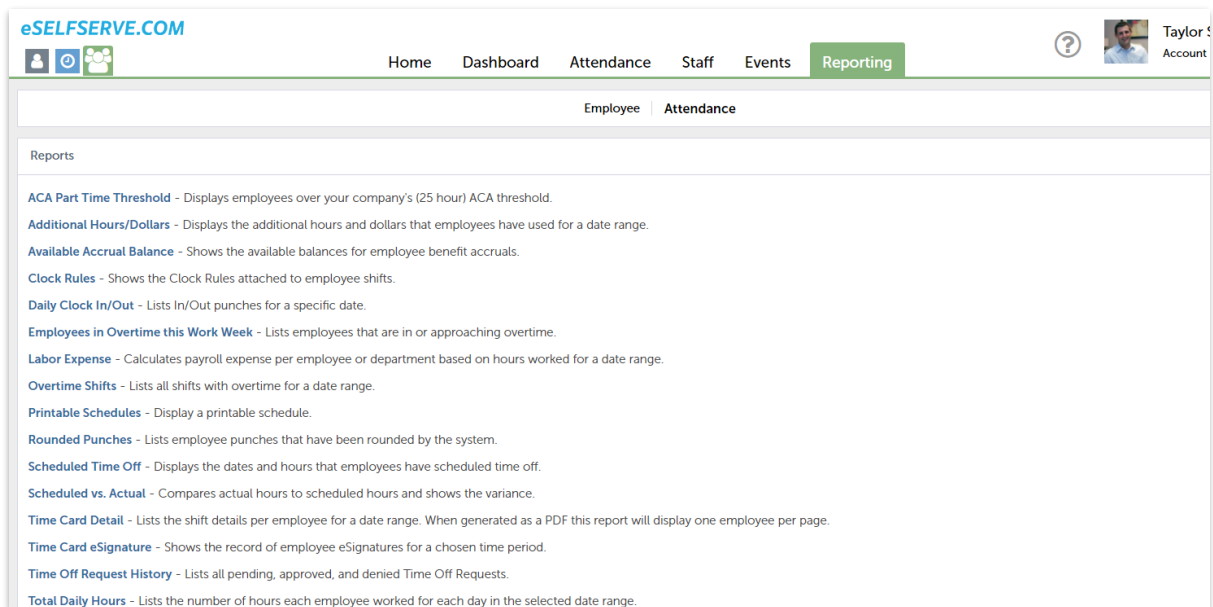 eSELFSERVE.COM
Taylor S
Account
Home Dashboard Attendance Staff Events Reporting
Employee Attendance
Reports
ACA Part Time Threshold - Displays employees over your company's (25 hour) ACA threshold.
Additional Hours/Dollars - Displays the additional hours and dollars that employees have used for a date range.
Available Accrual Balance - Shows the available balances for employee benefit accruals.
Clock Rules - Shows the Clock Rules attached to employee shifts.
Daily Clock In/Out - Lists In/Out punches for a specific date.
Employees in Overtime this Work Week - Lists employees that are in or approaching overtime.
Labor Expense - Calculates payroll expense per employee or department based on hours worked for a date range.
Overtime Shifts - Lists all shifts with overtime for a date range.
Printable Schedules - Display a printable schedule.
Rounded Punches - Lists employee punches that have been rounded by the system.
Scheduled Time Off - Displays the dates and hours that employees have scheduled time off.
Scheduled vs. Actual - Compares actual hours to scheduled hours and shows the variance.
Time Card Detail - Lists the shift details per employee for a date range. When generated as a PDF this report will display one employee per page.
Time Card eSignature - Shows the record of employee eSignatures for a chosen time period.
Time Off Request History - Lists all pending, approved, and denied Time Off Requests.
Total Daily Hours - Lists the number of hours each employee worked for each day in the selected date range.